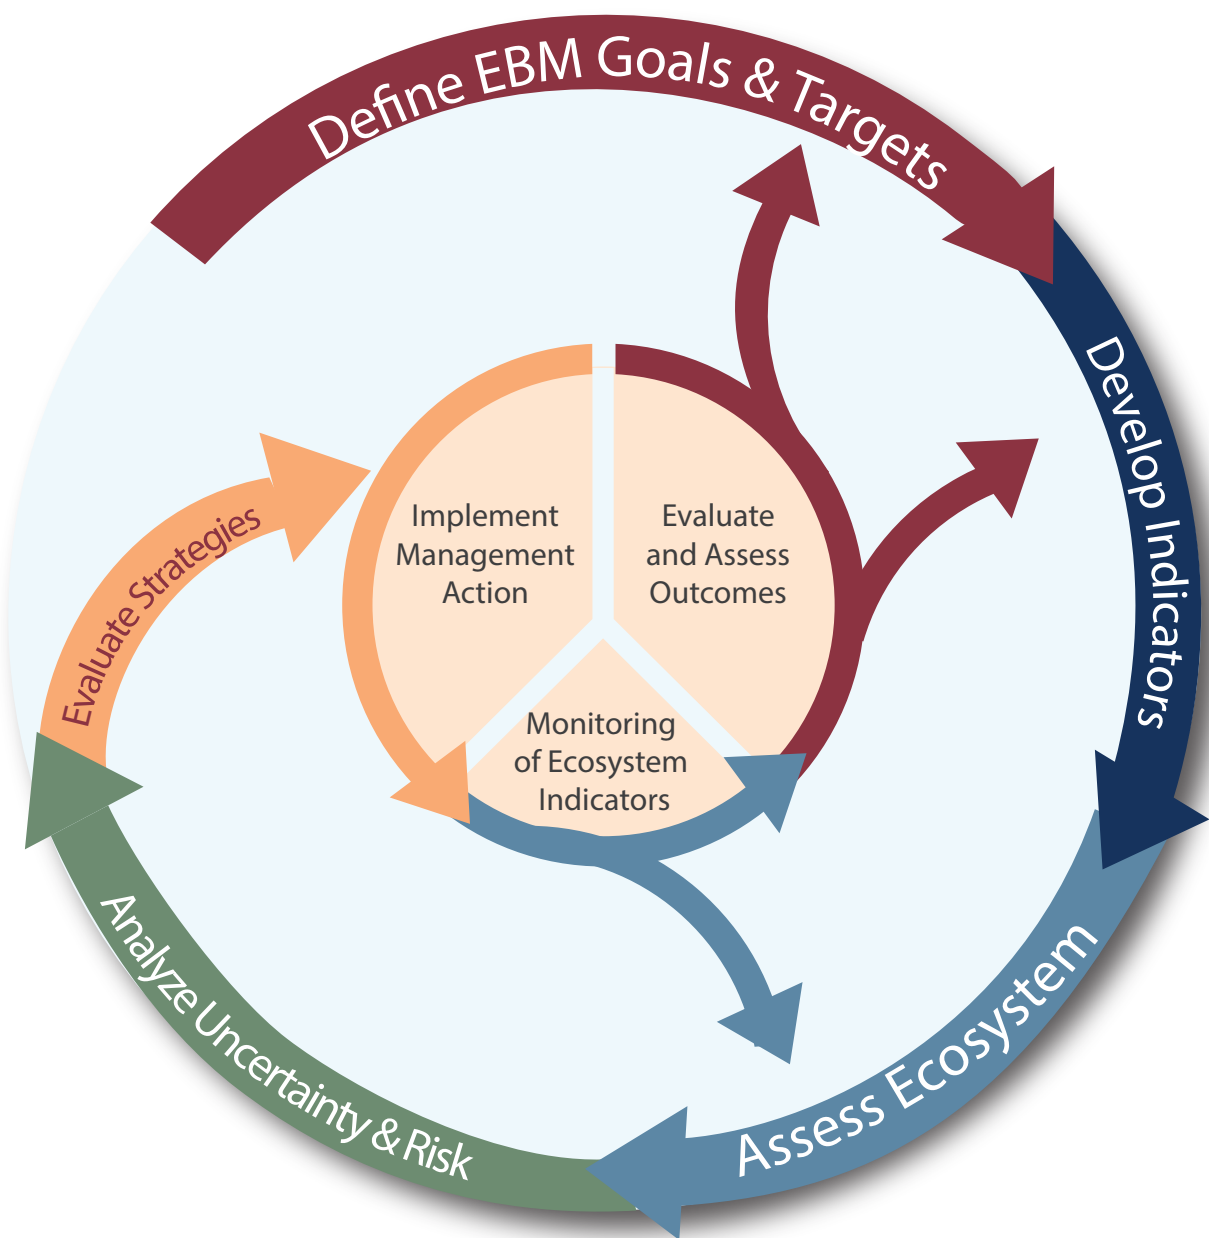 Define EBM Goals & Targets
Develop Indicators
Assess Ecosystem
Analyze Uncertainty & Risk
Evaluate Strategies
Implement
Management
Action
Evaluate
and Assess
Outcomes
Monitoring
of Ecosystem
Indicators